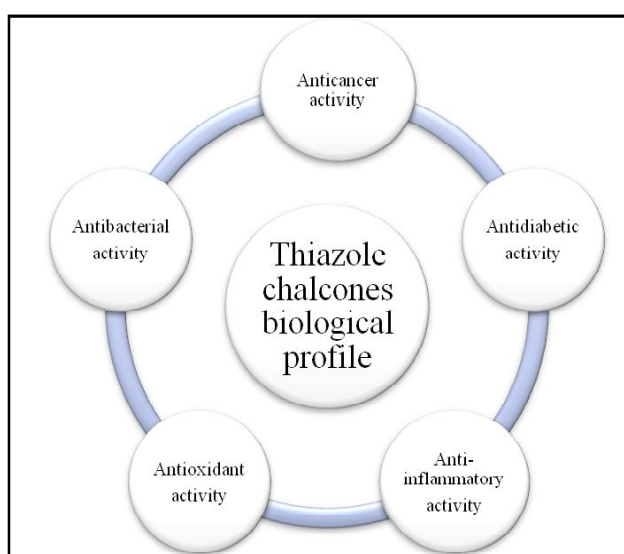 Anticancer
activity
Antibacterial
activity
Antidiabetic
activity
Thiazole
chalcones
biological
profile
Antioxidant
activity
Anti-
inflammatory
activity